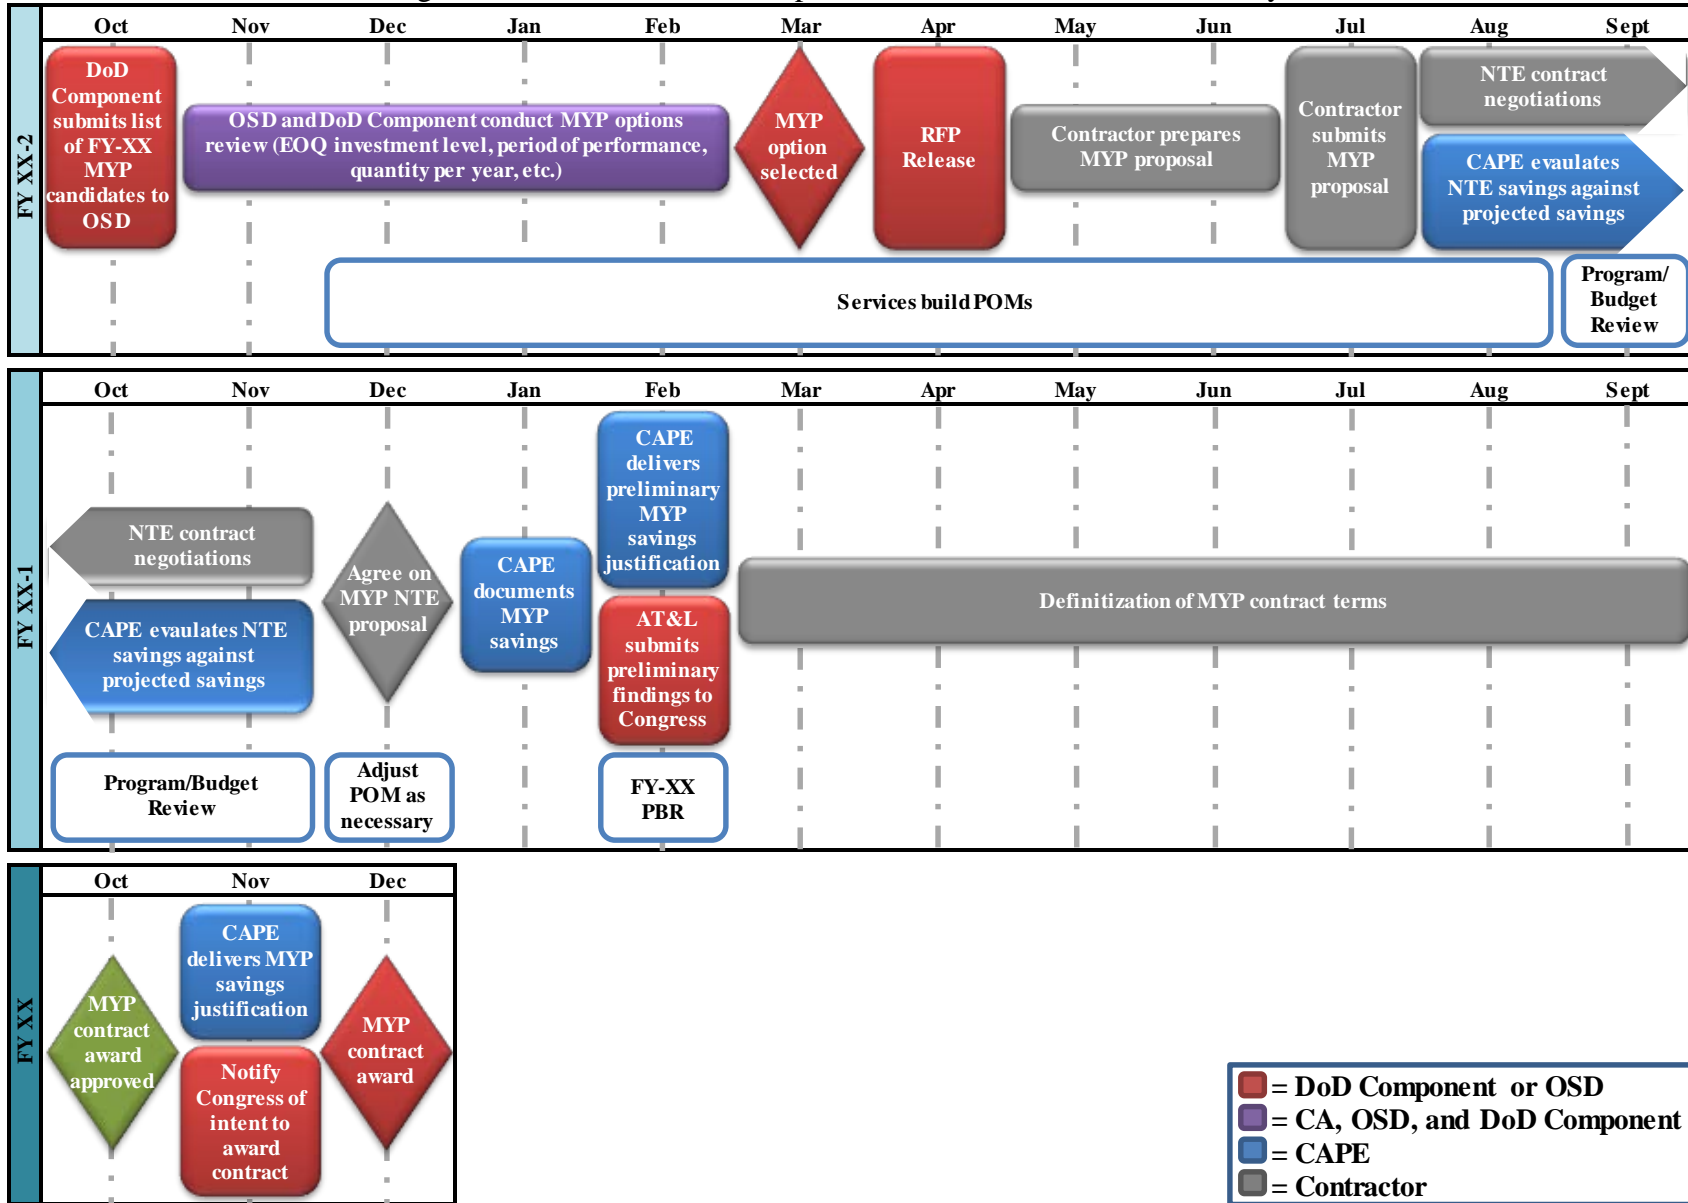 Oct Nov Dec Jan Feb Mar Apr May Jun Jul Aug Sept
FY XX-2
DoD
Component
submits list
of FY-XX
MYP
candidates to
OSD
OSD and DoD Component conduct MYP options
review (EOQ investment level, period of performance,
quantity per year, etc.)
MYP
option
selected
RFP
Release
Contractor prepares
MYP proposal
Contractor
submits
MYP
proposal
NTE contract
negotiations
CAPE evaulates
NTE savings against
projected savings
Services build POMs
Program/
Budget
Review
Oct Nov Dec Jan Feb Mar Apr May Jun Jul Aug Sept
FY XX-1
NTE contract
negotiations
CAPE evaulates NTE
savings against
projected savings
Agree on
MYP NTE
proposal
CAPE
documents
MYP
savings
CAPE
delivers
preliminary
MYP
savings
justification
AT&L
submits
preliminary
findings to
Congress
Definitization of MYP contract terms
Program/Budget
Review
Adjust
POM as
necessary
FY-XX
PBR
Oct Nov Dec
FY XX
MYP
contract
award
approved
CAPE
delivers MYP
savings
justification
Notify
Congress of
intent to
award
contract
MYP
contract
award
= DoD Component or OSD
= CA, OSD, and DoD Component
= CAPE
= Contractor